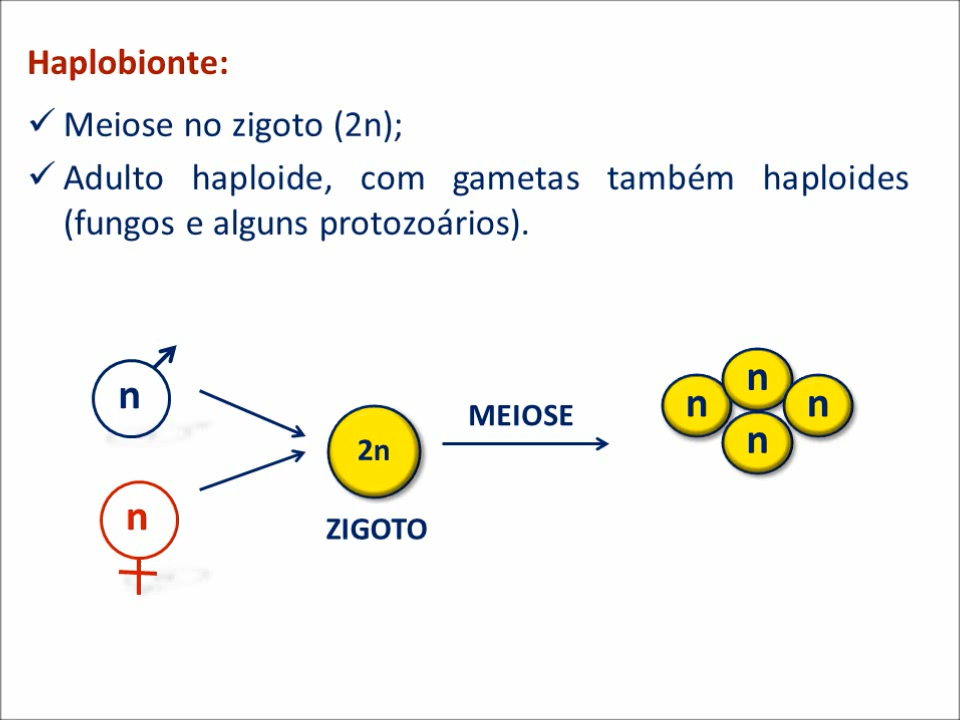 Haplobionte:
✓ Meiose no zigoto (2n);
✓ Adulto haploide, com gametas também haploides
(fungos e alguns protozoários).
n
n
2n
ZIGOTO
MEIOSE
n
n
n
n